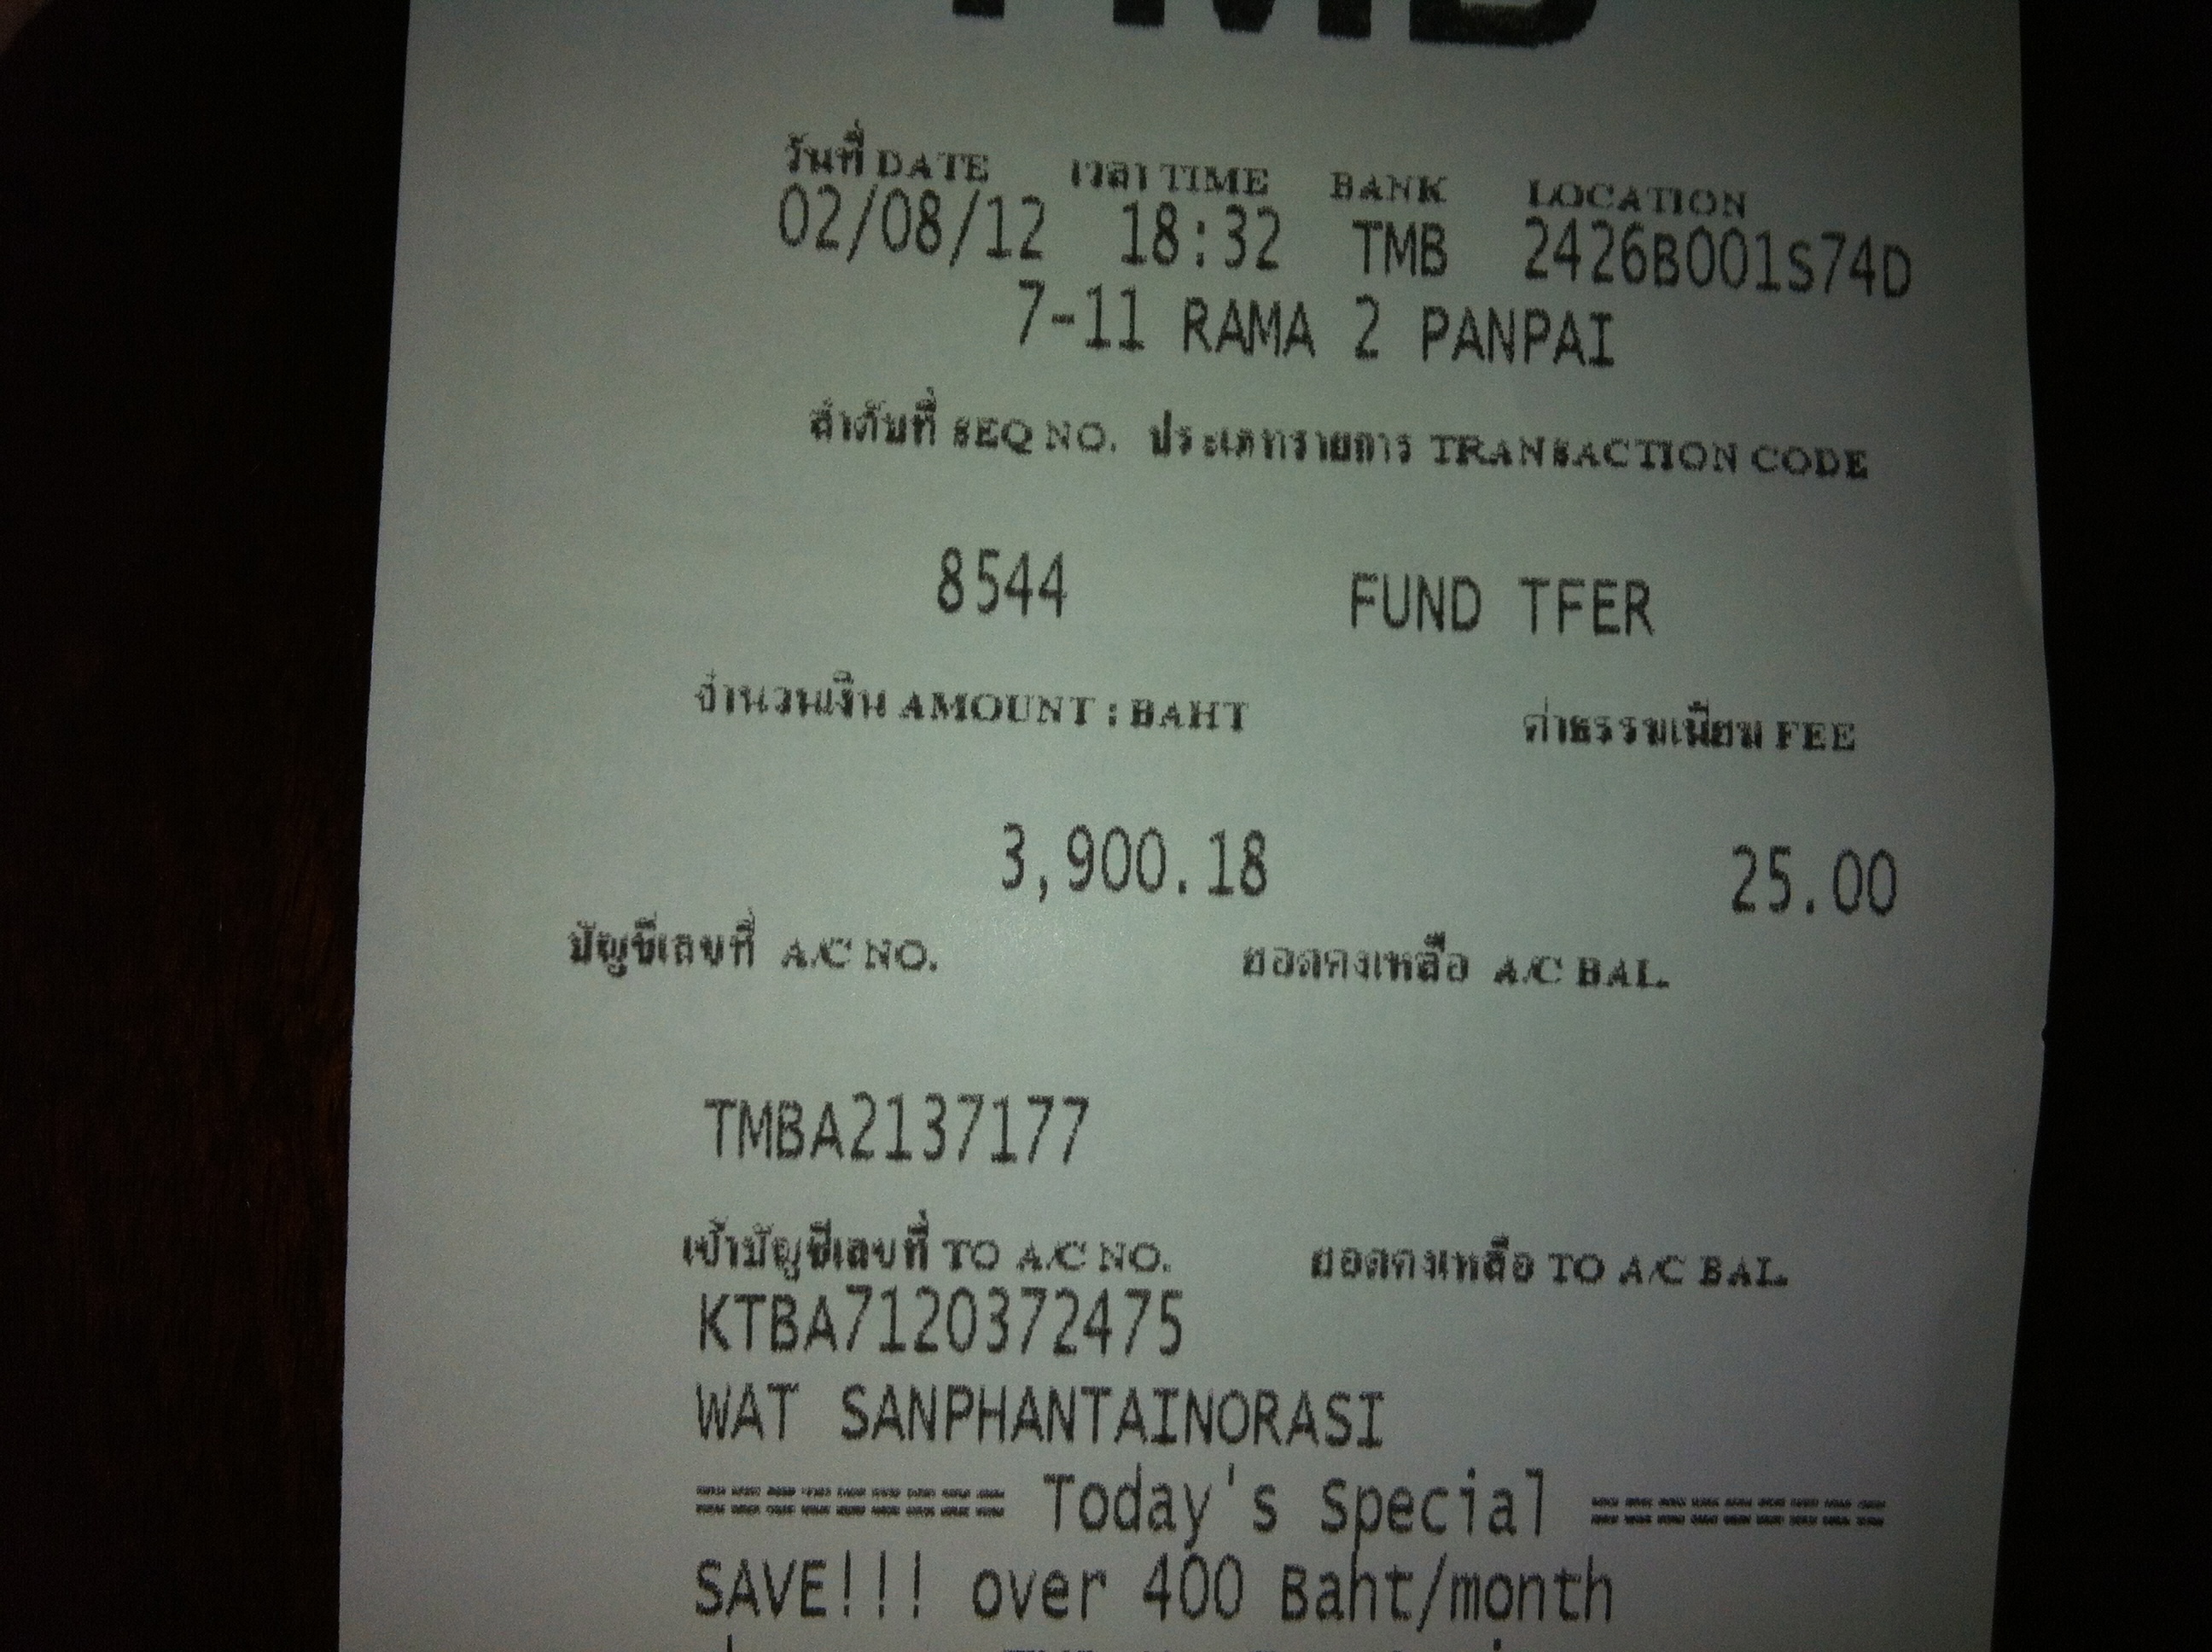 TMB
วันที่ DATE เวลา TIME BANK LOCATION
02/08/12 18:32 TMB 2426B001S74D
7-11 RAMA 2 PANPAI
ลำดับที่ SEQ NO. ประเภทรายการ TRANSACTION CODE
8544 FUND TFER
จำนวนเงิน AMOUNT : BAHT ค่าธรรมเนียม FEE
3,900.18 25.00
บัญชีเลขที่ A/C NO. ยอดคงเหลือ A/C BAL.
TMBA2137177
เข้าบัญชีเลขที่ TO A/C NO. ยอดคงเหลือ TO A/C BAL.
KTBA7120372475
WAT SANPHANTAINORASI
========= Today's Special =========
SAVE!!! over 400 Baht/month